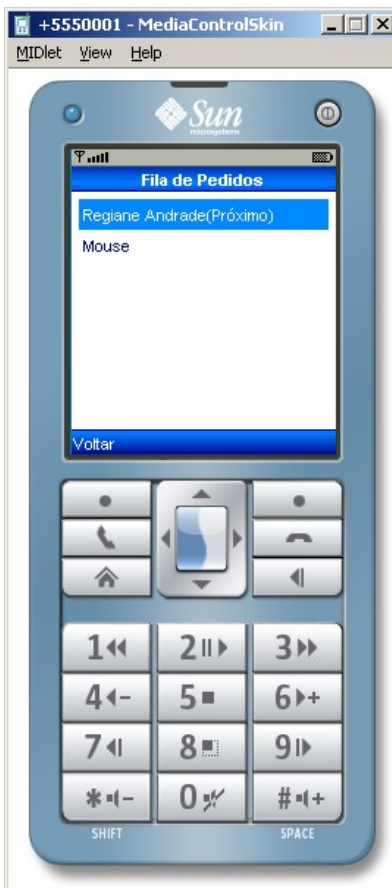 +5550001 - MediaControlSkin
MIDlet View Help
Sun
microsystems
Fila de Pedidos
Regiane Andrade(Próximo)
Mouse
Voltar
1 2 3
4 - 5 6 +
7 8 9
* - 0 # +
SHIFT SPACE